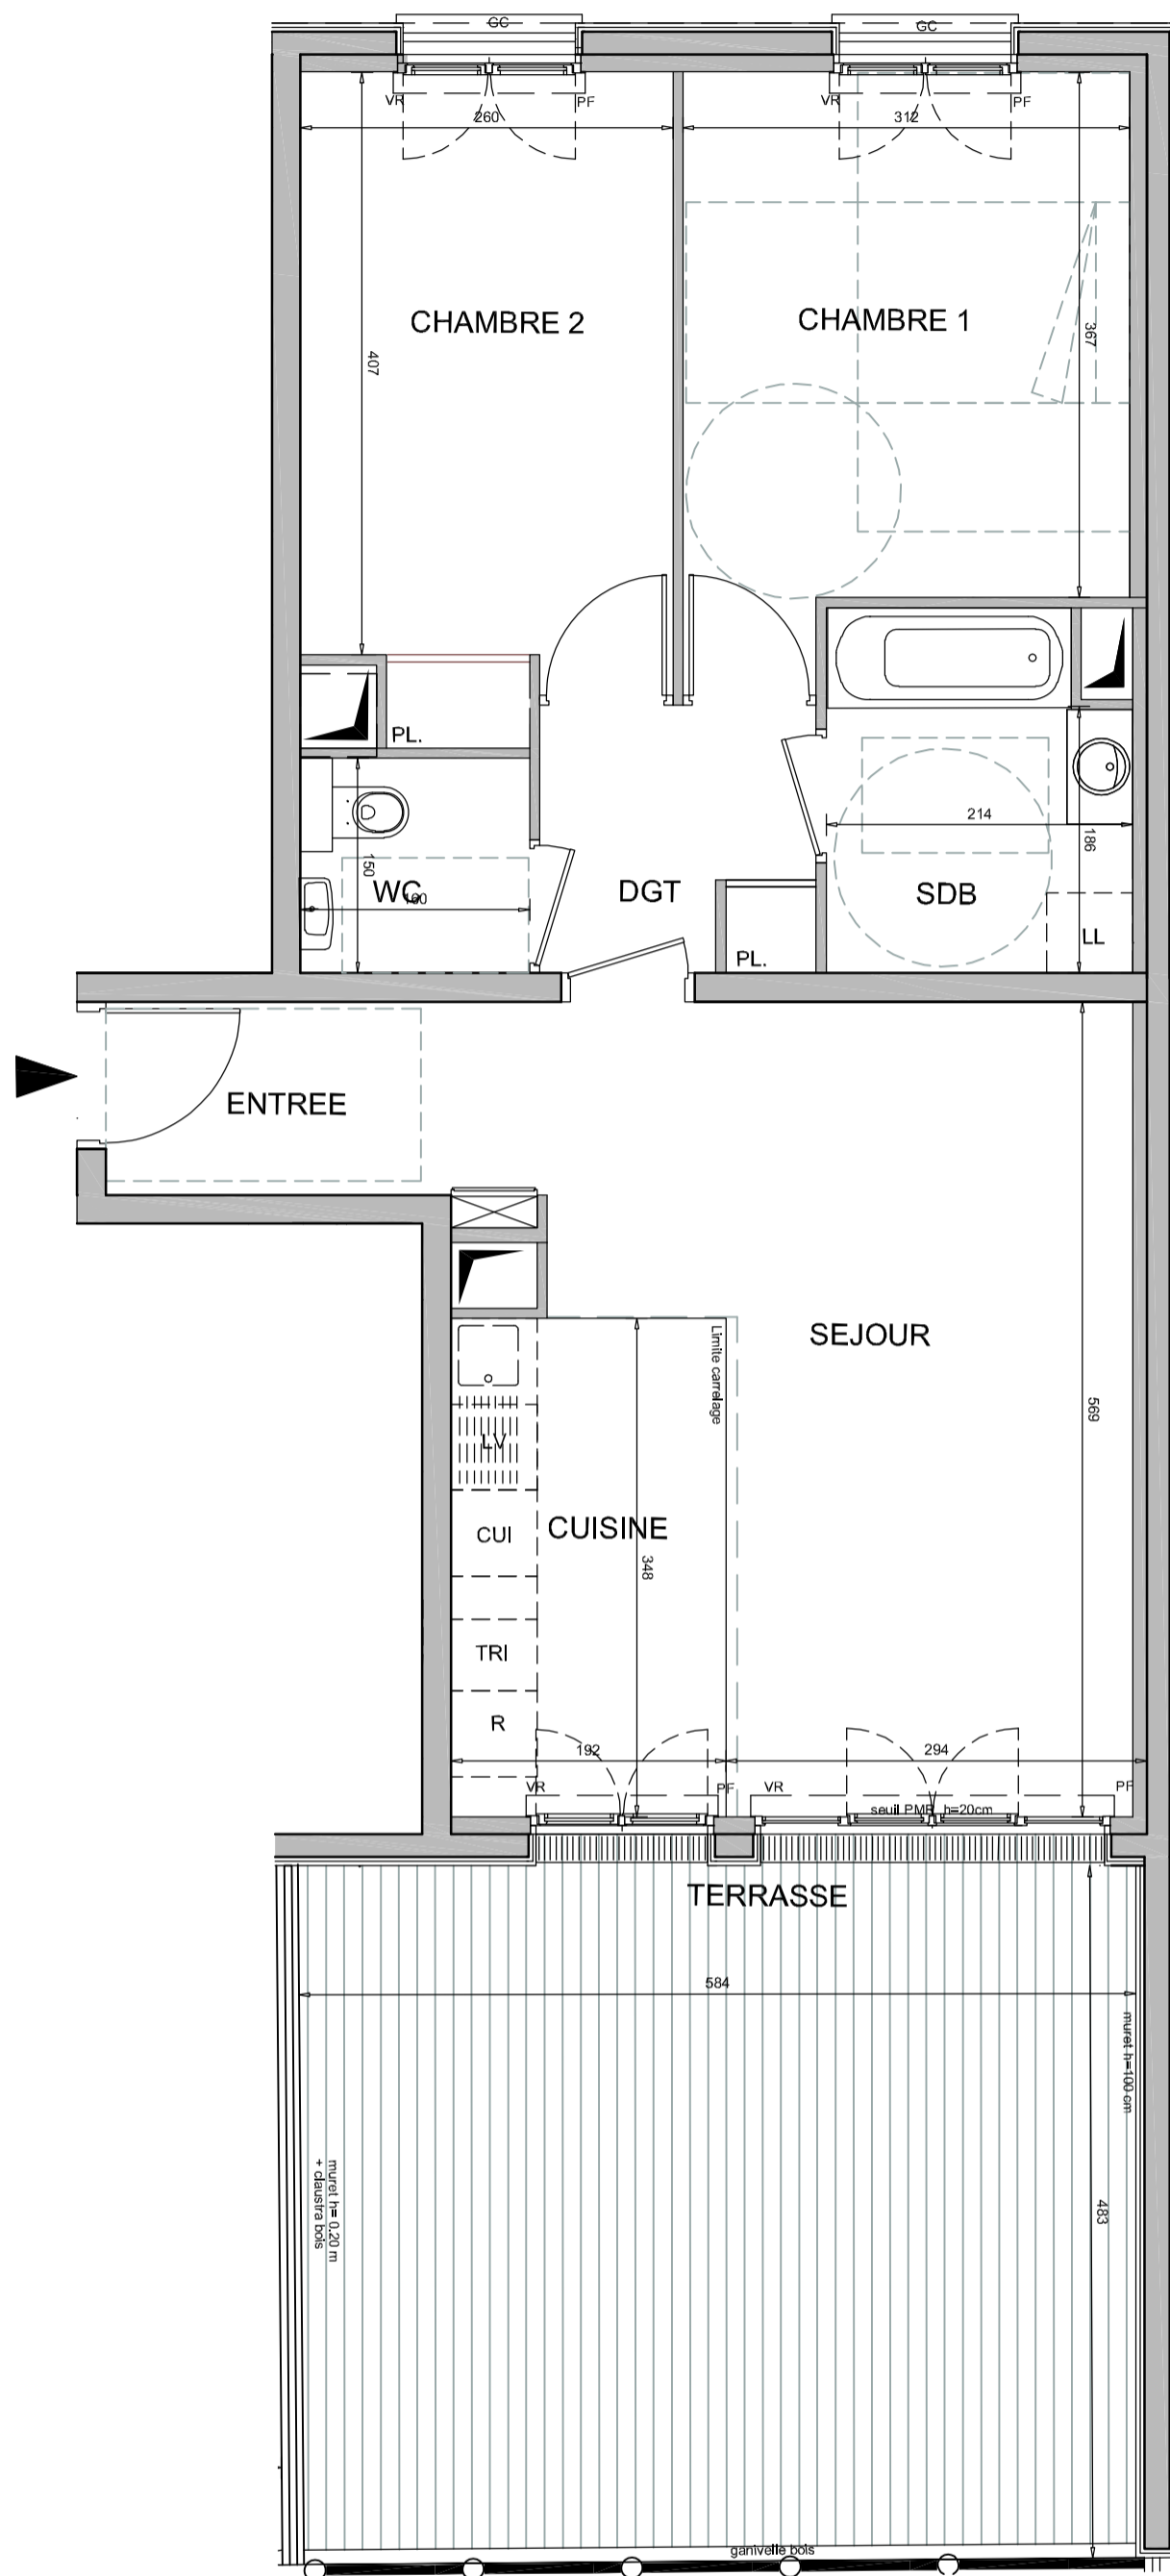 GC
GC
VR
PF
VR
PF
260
312
CHAMBRE 2
CHAMBRE 1
407
367
PL.
214
186
150
WC
160
DGT
SDB
PL.
LL
ENTREE
SEJOUR
Limite carrelage
569
LV
CUI
CUISINE
348
TRI
R
192
294
VR
PF
VR
PF
seuil PMR h=20cm
TERRASSE
584
muret h=100 cm
muret h= 0.20 m
+ claustra bois
483
ganivelle bois